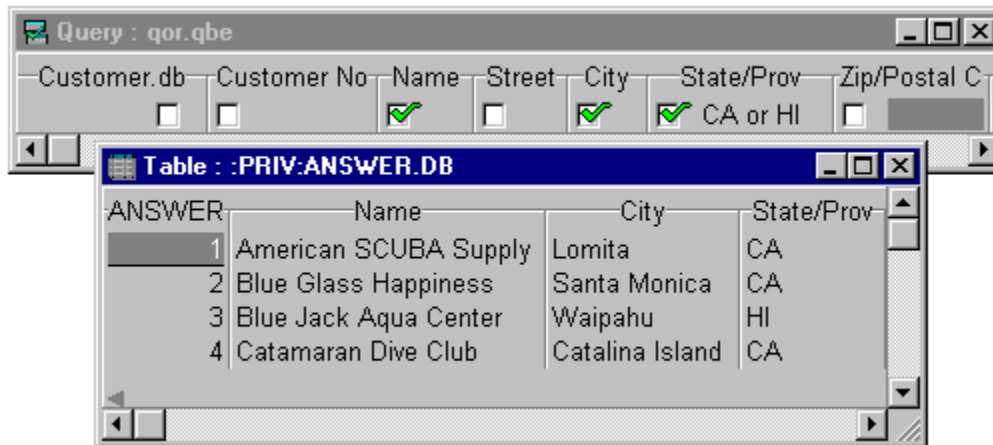 Query : qor.qbe
Customer.db Customer No Name Street City State/Prov Zip/Postal C
CA or HI
Table : :PRIV:ANSWER.DB
ANSWER Name City State/Prov
1 American SCUBA Supply Lomita CA
2 Blue Glass Happiness Santa Monica CA
3 Blue Jack Aqua Center Waipahu HI
4 Catamaran Dive Club Catalina Island CA